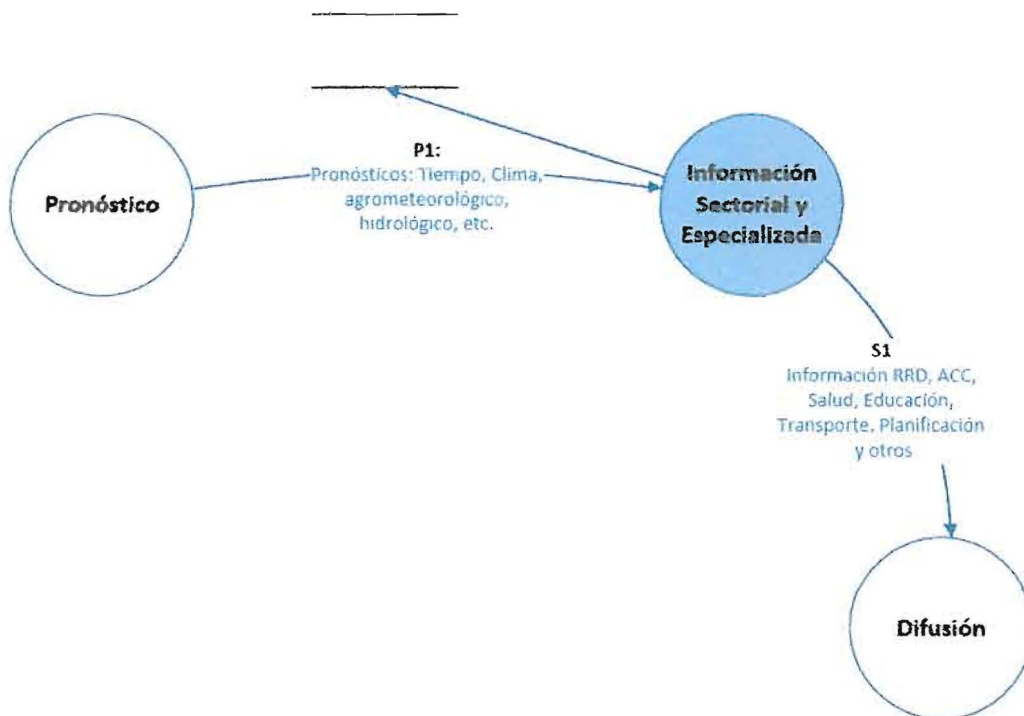 P1:
Pronósticos: Tiempo, Clima,
agrometeorológico,
hidrológico, etc.
Pronóstico
Información
Sectorial y
Especializada
S1
Información RRD, ACC,
Salud, Educación,
Transporte, Planificación
y otros
Difusión